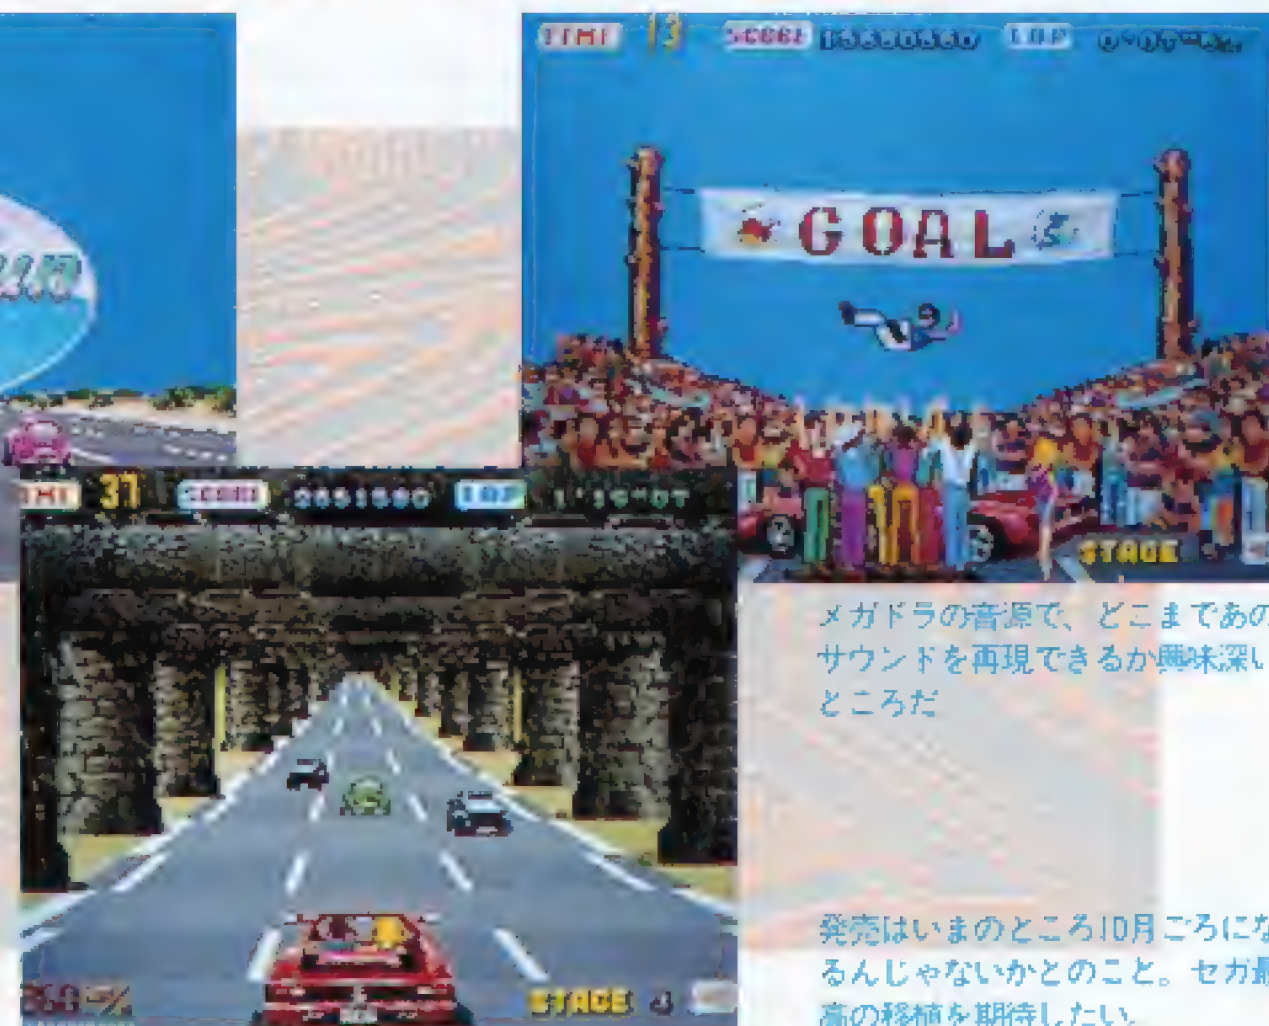 TIME 13 SCORE LAP
GOAL
STAGE
37 SCORE LAP 1'19"07
STAGE 4
メガドラの音源で、どこまであの
サウンドを再現できるか興味深い
ところだ
発売はいまのところ10月ごろにな
るんじゃないかとのこと。セガ最
高の移植を期待したい。